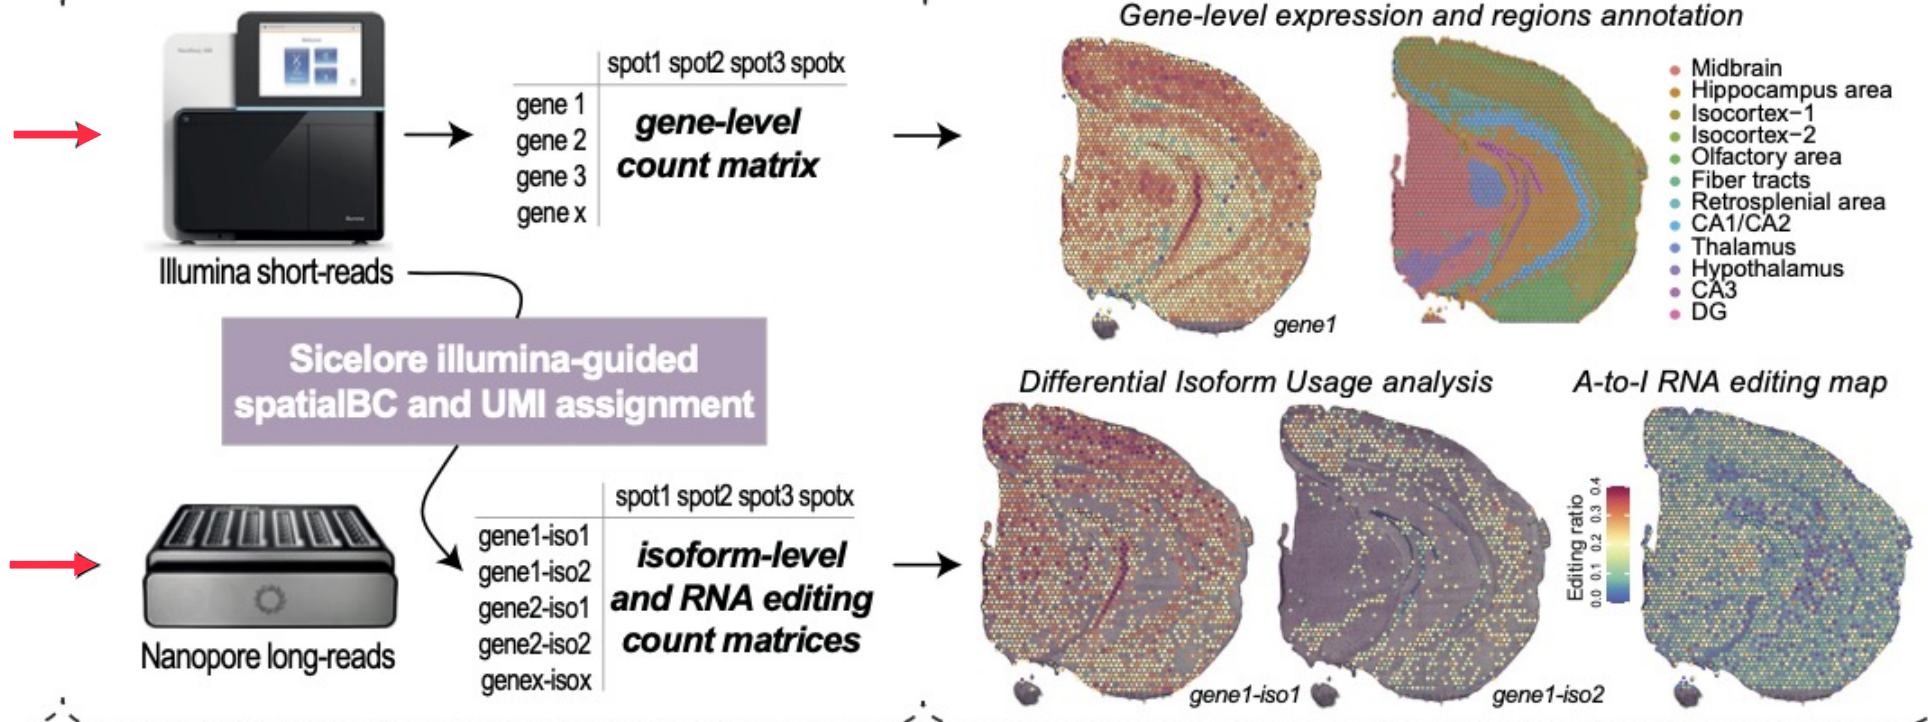 Gene-level expression and regions annotation
spot1 spot2 spot3 spotx
gene 1
gene 2
gene 3
gene x
gene-level
count matrix
Illumina short-reads
gene1
Midbrain
Hippocampus area
Isocortex-1
Isocortex-2
Olfactory area
Fiber tracts
Retrosplenial area
CA1/CA2
Thalamus
Hypothalamus
CA3
DG
Sicelore illumina-guided
spatialBC and UMI assignment
Nanopore long-reads
spot1 spot2 spot3 spotx
gene1-iso1
gene1-iso2
gene2-iso1
gene2-iso2
genex-isox
isoform-level
and RNA editing
count matrices
Differential Isoform Usage analysis
gene1-iso1
gene1-iso2
A-to-I RNA editing map
Editing ratio
0.0 0.1 0.2 0.3 0.4